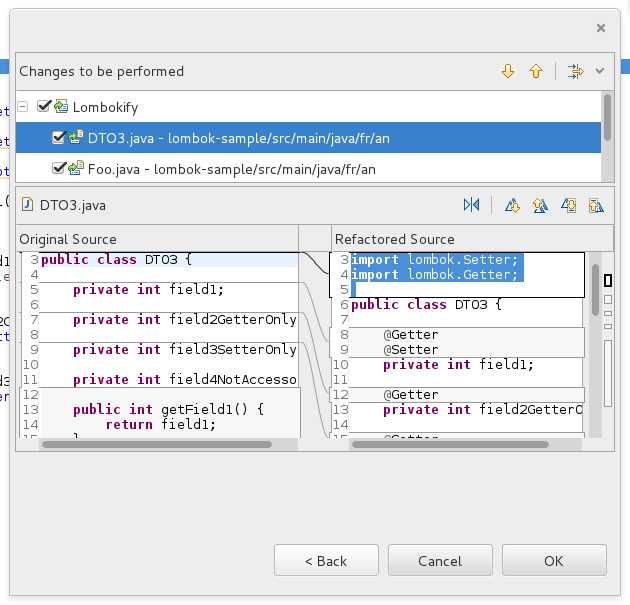 Changes to be performed
Lombokify
DTO3.java - lombok-sample/src/main/java/fr/an
Foo.java - lombok-sample/src/main/java/fr/an
DTO3.java
Original Source
3 public class DTO3 {
4
5 private int field1;
6
7 private int field2GetterOnly
8
9 private int field3SetterOnly
10
11 private int field4NotAccesso
12
13 public int getField1() {
14 return field1;
15 }
Refactored Source
3 import lombok.Setter;
4 import lombok.Getter;
5
6 public class DTO3 {
7
8 @Getter
9 @Setter
10 private int field1;
11
12 @Getter
13 private int field2GetterO
14
15 @Setter
< Back
Cancel
OK